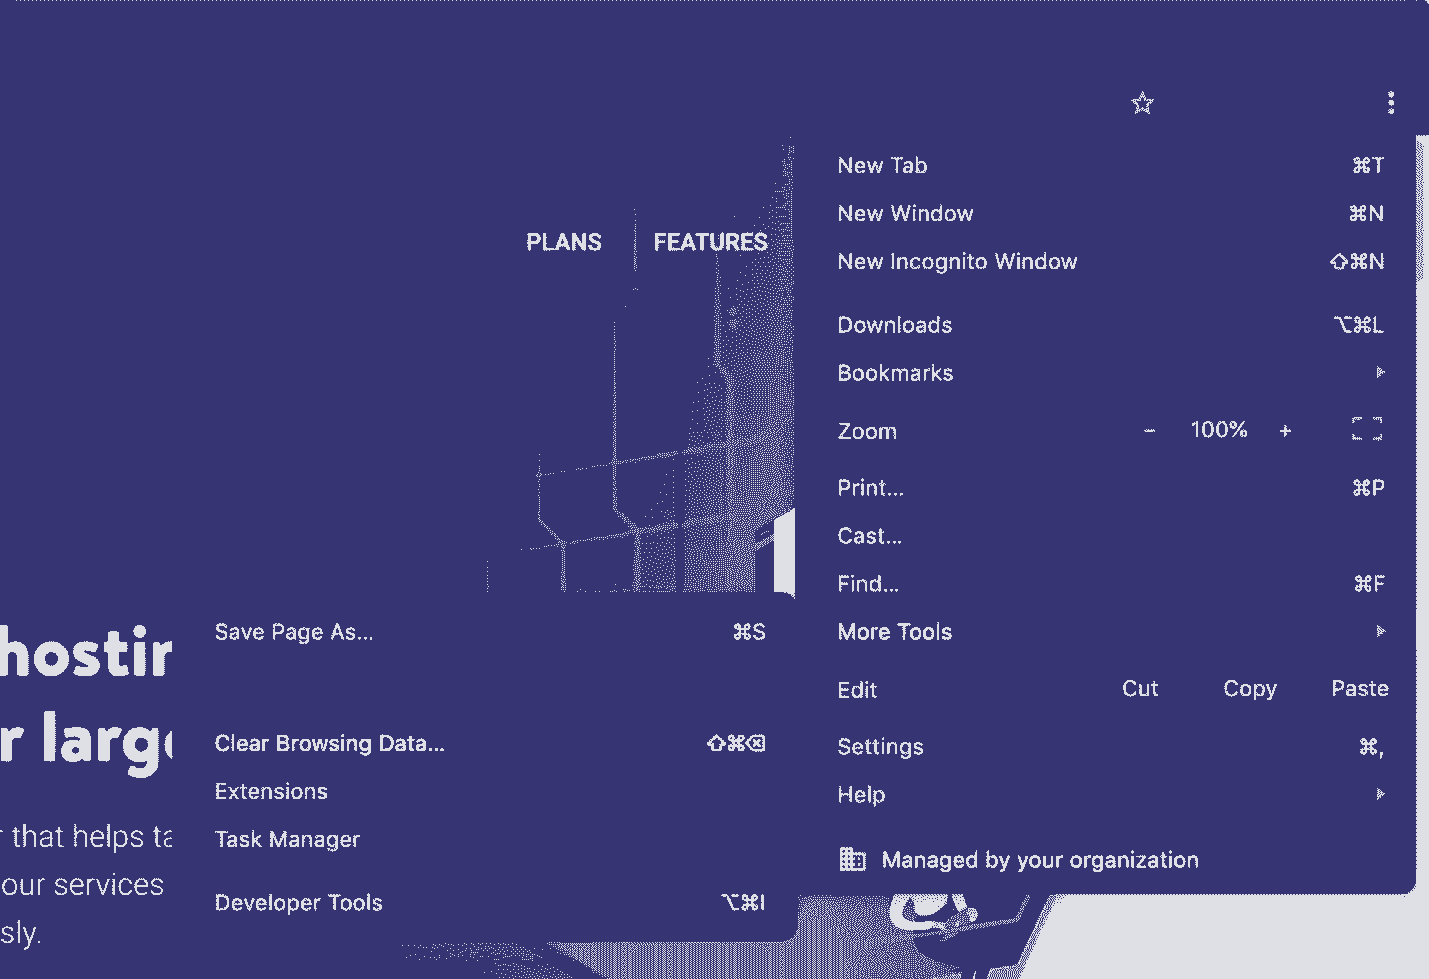 PLANS
FEATURES
New Tab ⌘T
New Window ⌘N
New Incognito Window ⇧⌘N
Downloads ⌥⌘L
Bookmarks
Zoom − 100% +
Print... ⌘P
Cast...
Find... ⌘F
More Tools
Edit Cut Copy Paste
Settings ⌘,
Help
Managed by your organization
Save Page As... ⌘S
Clear Browsing Data... ⇧⌘⌫
Extensions
Task Manager
Developer Tools ⌥⌘I
hostin
r large
that helps ta
our services
sly.